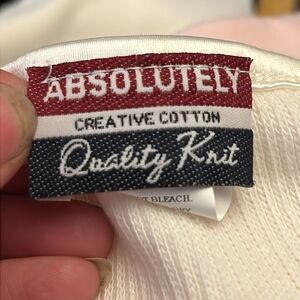 ABSOLUTELY
CREATIVE COTTON
Quality Knit
BLEACH.